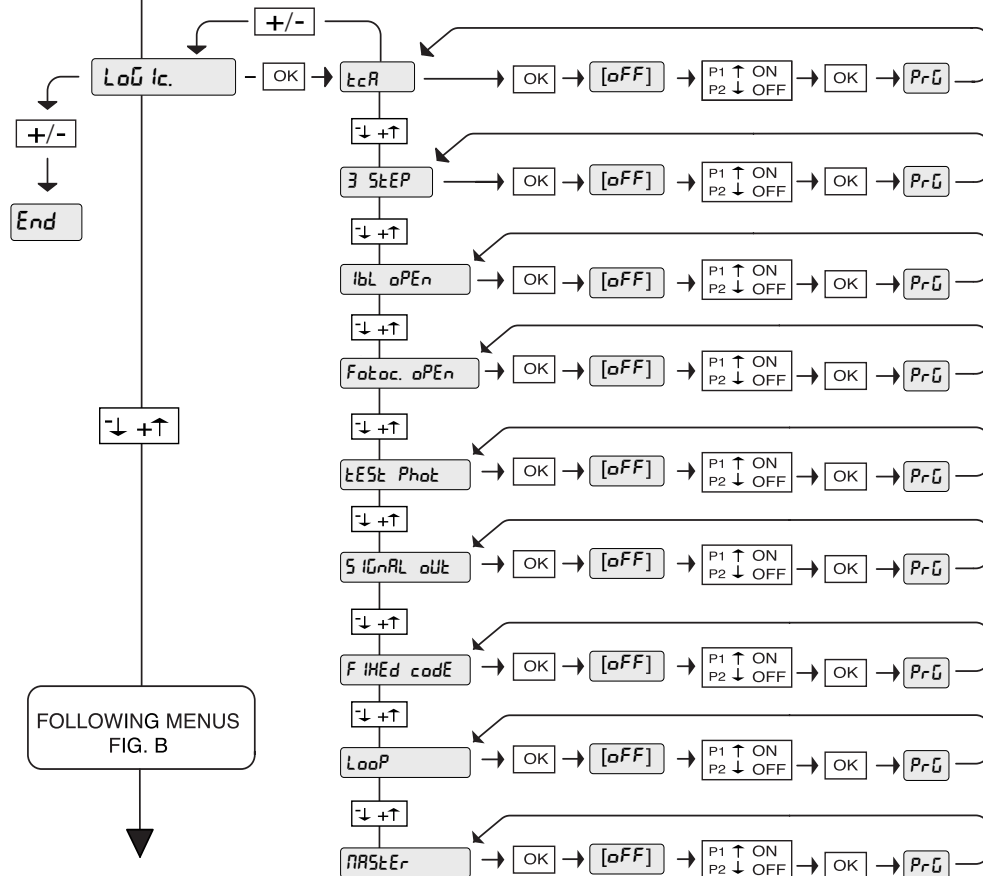 +/-
LoGIc.
OK
tcA
OK
[oFF]
P1 ↑ ON
P2 ↓ OFF
OK
PrG
+/-
-↓ +↑
3 StEP
OK
[oFF]
P1 ↑ ON
P2 ↓ OFF
OK
PrG
End
-↓ +↑
IbL oPEn
OK
[oFF]
P1 ↑ ON
P2 ↓ OFF
OK
PrG
-↓ +↑
Fotoc. oPEn
OK
[oFF]
P1 ↑ ON
P2 ↓ OFF
OK
PrG
-↓ +↑
-↓ +↑
tESt Phot
OK
[oFF]
P1 ↑ ON
P2 ↓ OFF
OK
PrG
-↓ +↑
SIGnAL oUt
OK
[oFF]
P1 ↑ ON
P2 ↓ OFF
OK
PrG
-↓ +↑
FIHEd codE
OK
[oFF]
P1 ↑ ON
P2 ↓ OFF
OK
PrG
FOLLOWING MENUS
FIG. B
-↓ +↑
LooP
OK
[oFF]
P1 ↑ ON
P2 ↓ OFF
OK
PrG
-↓ +↑
MAStEr
OK
[oFF]
P1 ↑ ON
P2 ↓ OFF
OK
PrG